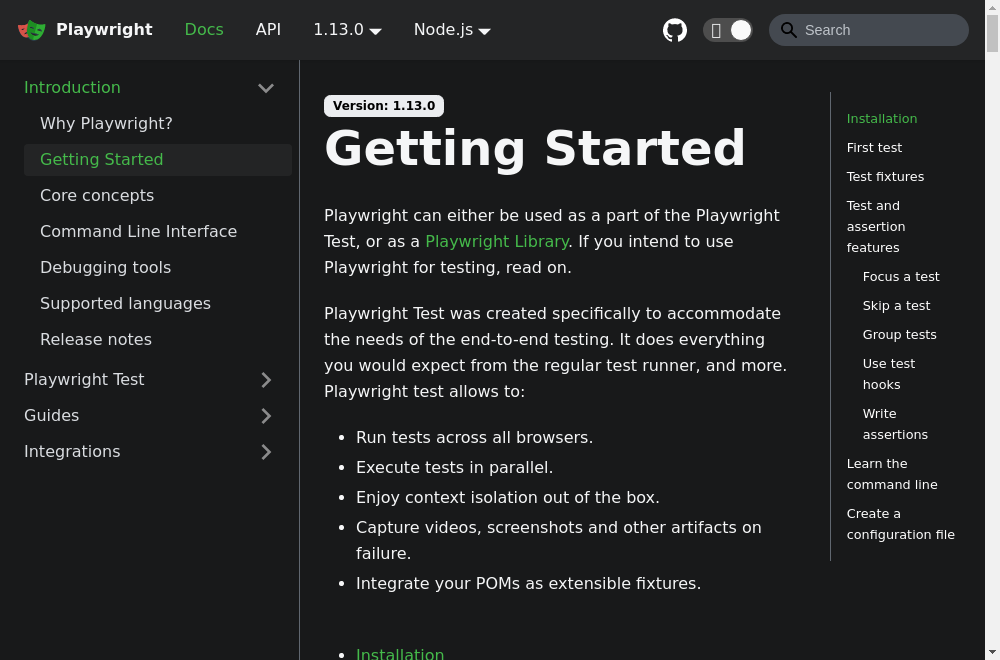 Playwright Docs API 1.13.0 Node.js Search
Introduction
Why Playwright?
Getting Started
Core concepts
Command Line Interface
Debugging tools
Supported languages
Release notes
Playwright Test
Guides
Integrations
Version: 1.13.0
Getting Started
Playwright can either be used as a part of the Playwright
Test, or as a Playwright Library. If you intend to use
Playwright for testing, read on.
Playwright Test was created specifically to accommodate
the needs of the end-to-end testing. It does everything
you would expect from the regular test runner, and more.
Playwright test allows to:
Run tests across all browsers.
Execute tests in parallel.
Enjoy context isolation out of the box.
Capture videos, screenshots and other artifacts on
failure.
Integrate your POMs as extensible fixtures.
Installation
Installation
First test
Test fixtures
Test and
assertion
features
Focus a test
Skip a test
Group tests
Use test
hooks
Write
assertions
Learn the
command line
Create a
configuration file